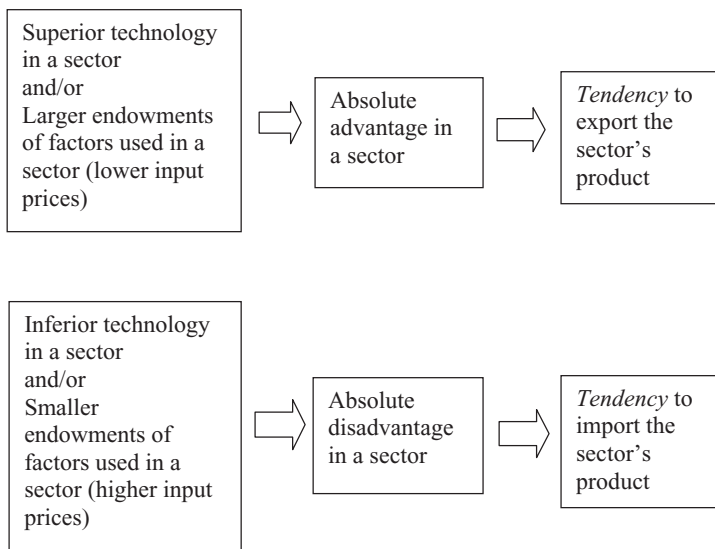 Superior technology
in a sector
and/or
Larger endowments
of factors used in a
sector (lower input
prices)
Absolute
advantage in
a sector
Tendency to
export the
sector's
product
Inferior technology
in a sector
and/or
Smaller
endowments of
factors used in a
sector (higher input
prices)
Absolute
disadvantage
in a sector
Tendency to
import the
sector's
product